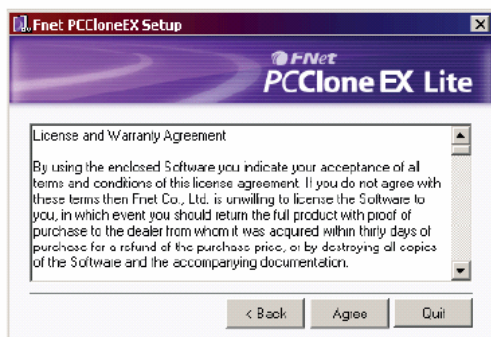 Fnet PCCloneEX Setup
FNet
PCClone EX Lite
License and Warranty Agreement
By using the enclosed Software you indicate your acceptance of all
terms and conditions of this license agreement. If you do not agree with
these terms then Fnet Co., Ltd. is unwilling to license the Software to
you, in which event you should return the full product with proof of
purchase to the dealer from whom it was acquired within thirty days of
purchase for a refund of the purchase price, or by destroying all copies
of the Software and the accompanying documentation.
< Back
Agree
Quit